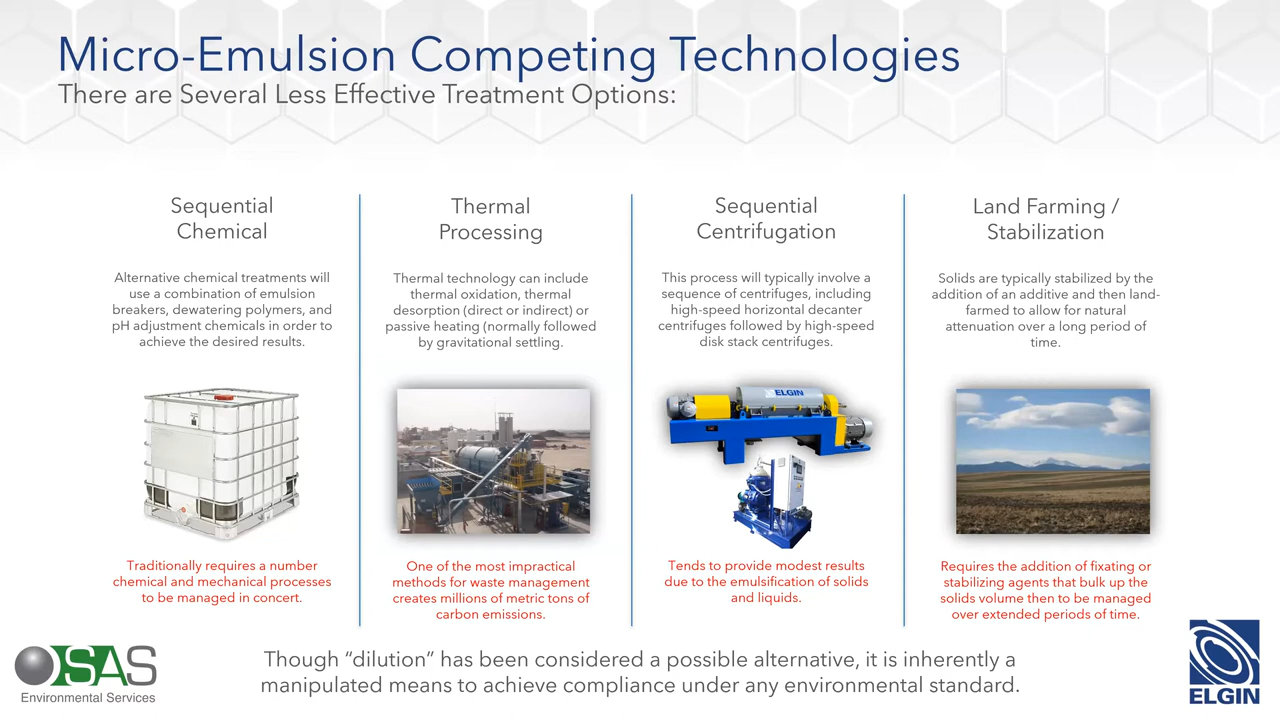 Micro-Emulsion Competing Technologies
There are Several Less Effective Treatment Options:
Sequential
Chemical
Alternative chemical treatments will
use a combination of emulsion
breakers, dewatering polymers, and
pH adjustment chemicals in order to
achieve the desired results.
Traditionally requires a number
chemical and mechanical processes
to be managed in concert.
Thermal
Processing
Thermal technology can include
thermal oxidation, thermal
desorption (direct or indirect) or
passive heating (normally followed
by gravitational settling.
One of the most impractical
methods for waste management
creates millions of metric tons of
carbon emissions.
Sequential
Centrifugation
This process will typically involve a
sequence of centrifuges, including
high-speed horizontal decanter
centrifuges followed by high-speed
disk stack centrifuges.
ELGIN
Tends to provide modest results
due to the emulsification of solids
and liquids.
Land Farming /
Stabilization
Solids are typically stabilized by the
addition of an additive and then land-
farmed to allow for natural
attenuation over a long period of
time.
Requires the addition of fixating or
stabilizing agents that bulk up the
solids volume then to be managed
over extended periods of time.
OSAS
Environmental Services
Though “dilution” has been considered a possible alternative, it is inherently a
manipulated means to achieve compliance under any environmental standard.
ELGIN